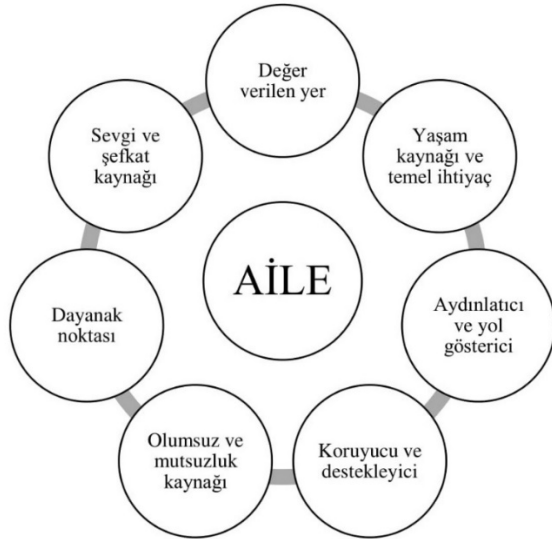 Değer
verilen yer
Yaşam
kaynağı ve
temel ihtiyaç
Aydınlatıcı
ve yol
gösterici
Koruyucu ve
destekleyici
Olumsuz ve
mutsuzluk
kaynağı
Dayanak
noktası
Sevgi ve
şefkat
kaynağı
AİLE